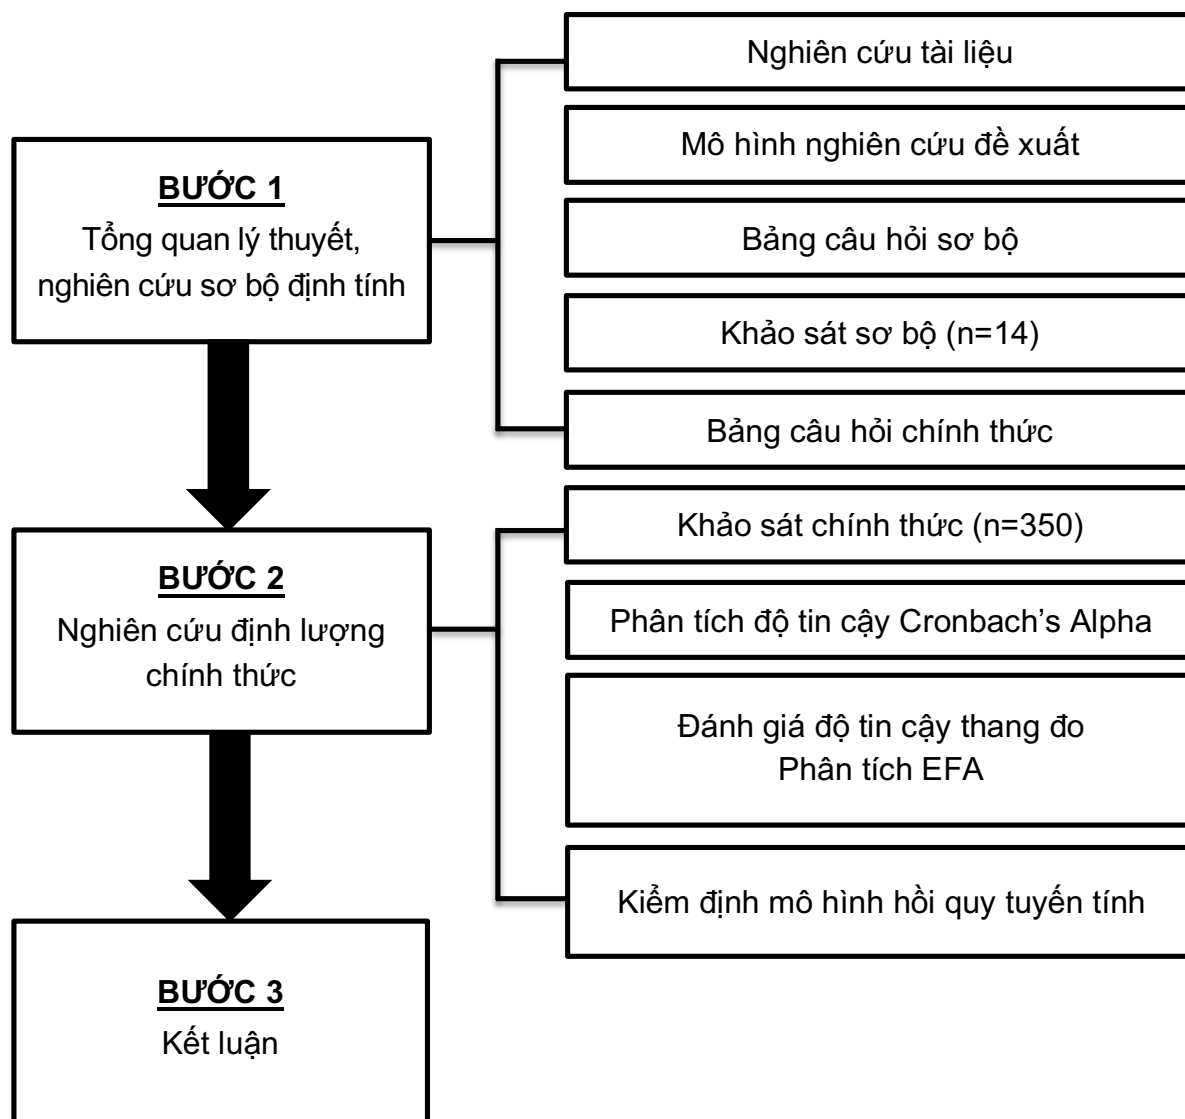 Nghiên cứu tài liệu
Mô hình nghiên cứu đề xuất
BƯỚC 1
Tổng quan lý thuyết,
nghiên cứu sơ bộ định tính
Bảng câu hỏi sơ bộ
Khảo sát sơ bộ (n=14)
Bảng câu hỏi chính thức
BƯỚC 2
Nghiên cứu định lượng
chính thức
Khảo sát chính thức (n=350)
Phân tích độ tin cậy Cronbach’s Alpha
Đánh giá độ tin cậy thang đo
Phân tích EFA
Kiểm định mô hình hồi quy tuyến tính
BƯỚC 3
Kết luận